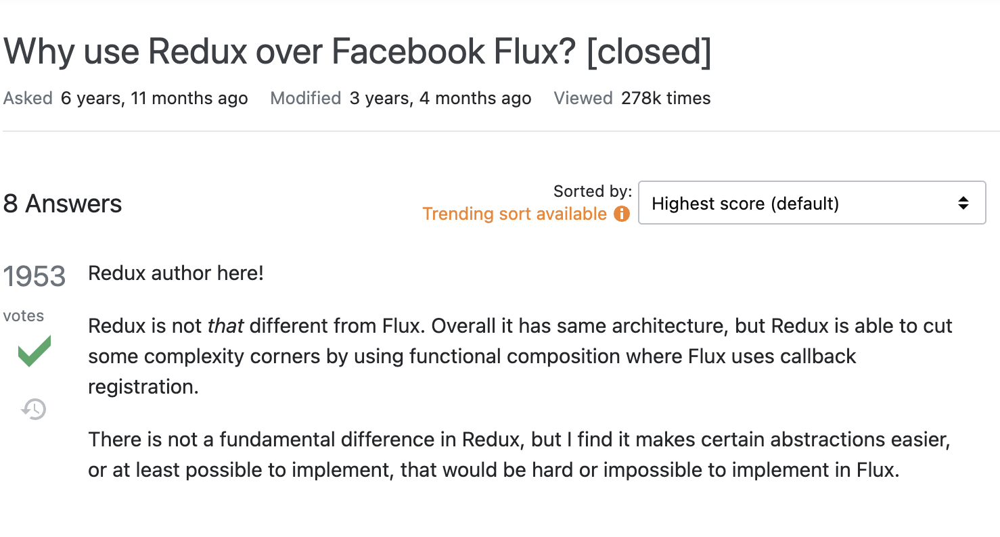 Why use Redux over Facebook Flux? [closed]
Asked 6 years, 11 months ago Modified 3 years, 4 months ago Viewed 278k times
8 Answers
Sorted by:
Trending sort available
Highest score (default)
1953
votes
Redux author here!
Redux is not that different from Flux. Overall it has same architecture, but Redux is able to cut
some complexity corners by using functional composition where Flux uses callback
registration.
There is not a fundamental difference in Redux, but I find it makes certain abstractions easier,
or at least possible to implement, that would be hard or impossible to implement in Flux.